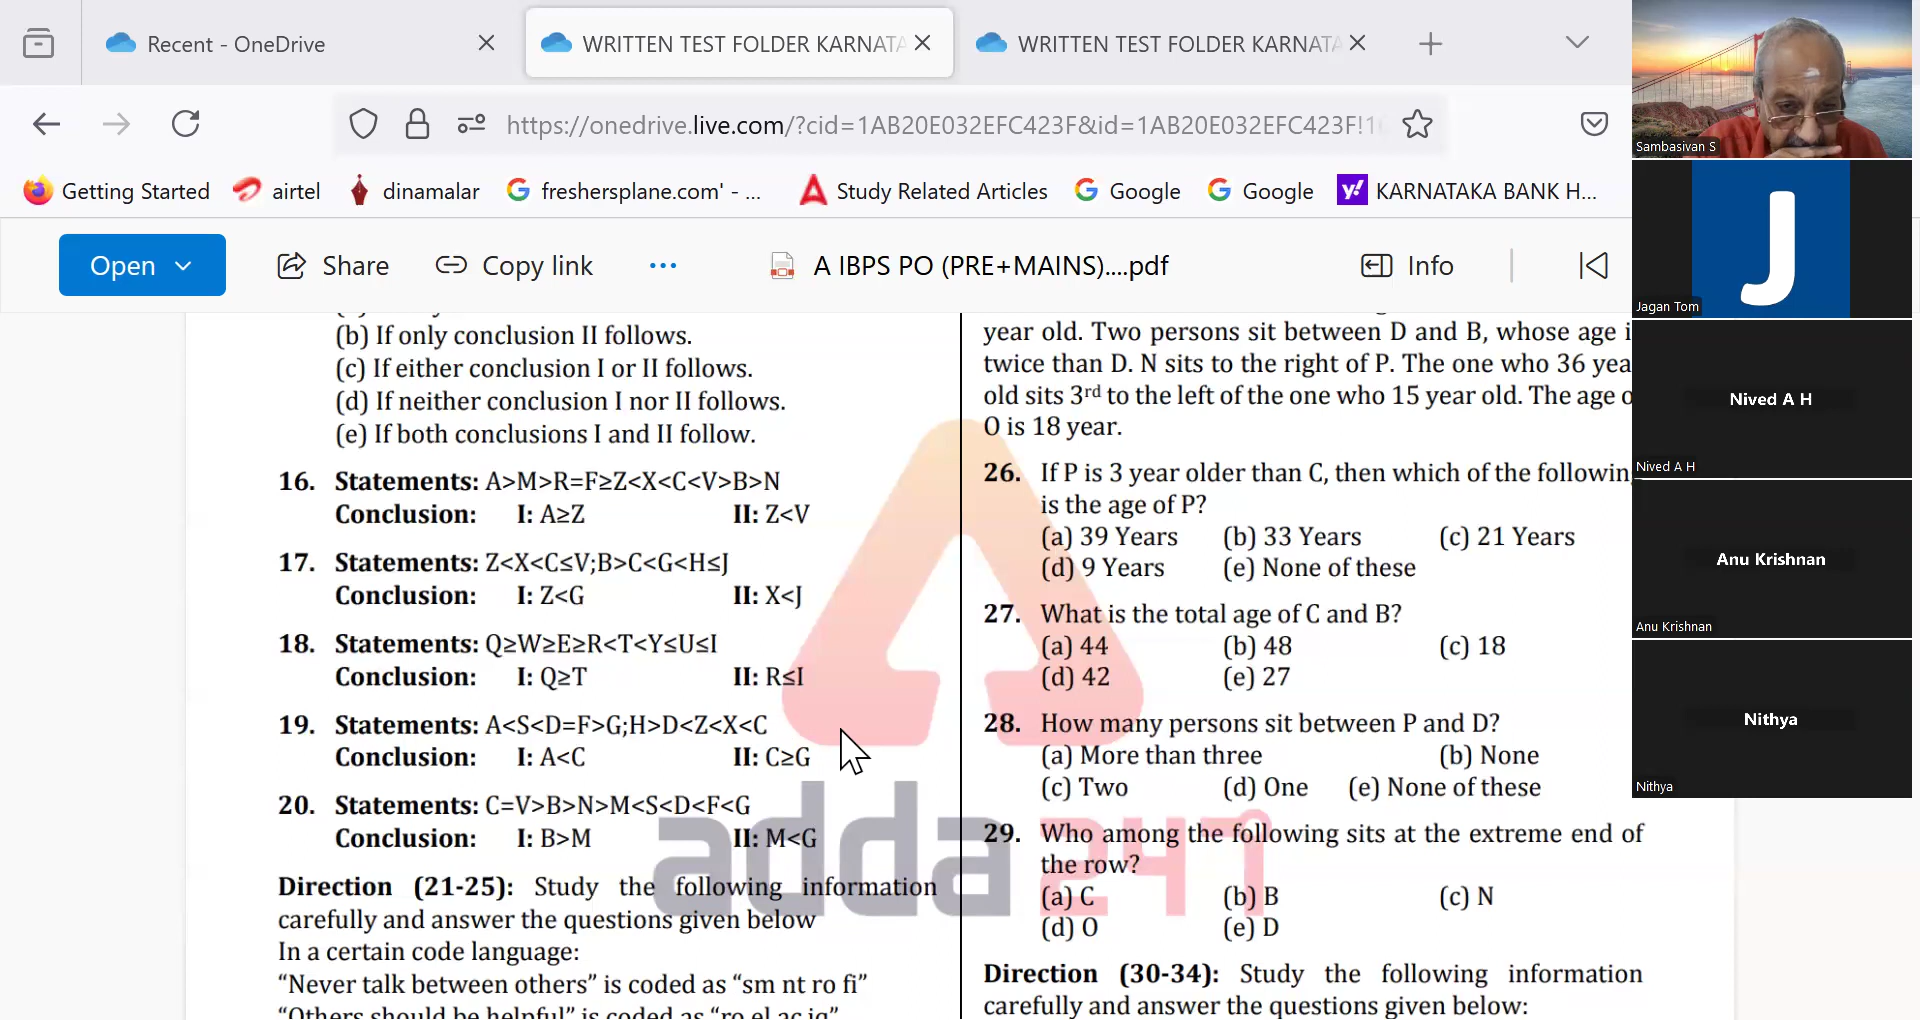 Recent - OneDrive
WRITTEN TEST FOLDER KARNATA
WRITTEN TEST FOLDER KARNATA
https://onedrive.live.com/?cid=1AB20E032EFC423F&id=1AB20E032EFC423F!1
Getting Started
airtel
dinamalar
freshersplane.com' - ...
Study Related Articles
Google
Google
KARNATAKA BANK H...
Open
Share
Copy link
A IBPS PO (PRE+MAINS)....pdf
Info
(b) If only conclusion II follows.
(c) If either conclusion I or II follows.
(d) If neither conclusion I nor II follows.
(e) If both conclusions I and II follow.
16. Statements: A>M>R=F≥Z<X<C<V>B>N
Conclusion: I: A≥Z II: Z<V
17. Statements: Z<X<C≤V;B>C<G<H≤J
Conclusion: I: Z<G II: X<J
18. Statements: Q≥W≥E≥R<T<Y≤U≤I
Conclusion: I: Q≥T II: R≤I
19. Statements: A<S<D=F>G;H>D<Z<X<C
Conclusion: I: A<C II: C≥G
20. Statements: C=V>B>N>M<S<D<F<G
Conclusion: I: B>M II: M<G
Direction (21-25): Study the following information
carefully and answer the questions given below
In a certain code language:
“Never talk between others” is coded as “sm nt ro fi”
“Others should be helpful” is coded as “ro el ac jq”
year old. Two persons sit between D and B, whose age i
twice than D. N sits to the right of P. The one who 36 yea
old sits 3rd to the left of the one who 15 year old. The age o
O is 18 year.
26. If P is 3 year older than C, then which of the followin
is the age of P?
(a) 39 Years (b) 33 Years (c) 21 Years
(d) 9 Years (e) None of these
27. What is the total age of C and B?
(a) 44 (b) 48 (c) 18
(d) 42 (e) 27
28. How many persons sit between P and D?
(a) More than three (b) None
(c) Two (d) One (e) None of these
29. Who among the following sits at the extreme end of
the row?
(a) C (b) B (c) N
(d) O (e) D
Direction (30-34): Study the following information
carefully and answer the questions given below:
adda 247
Sambasivan S
J
Jagan Tom
Nived A H
Nived A H
Anu Krishnan
Anu Krishnan
Nithya
Nithya